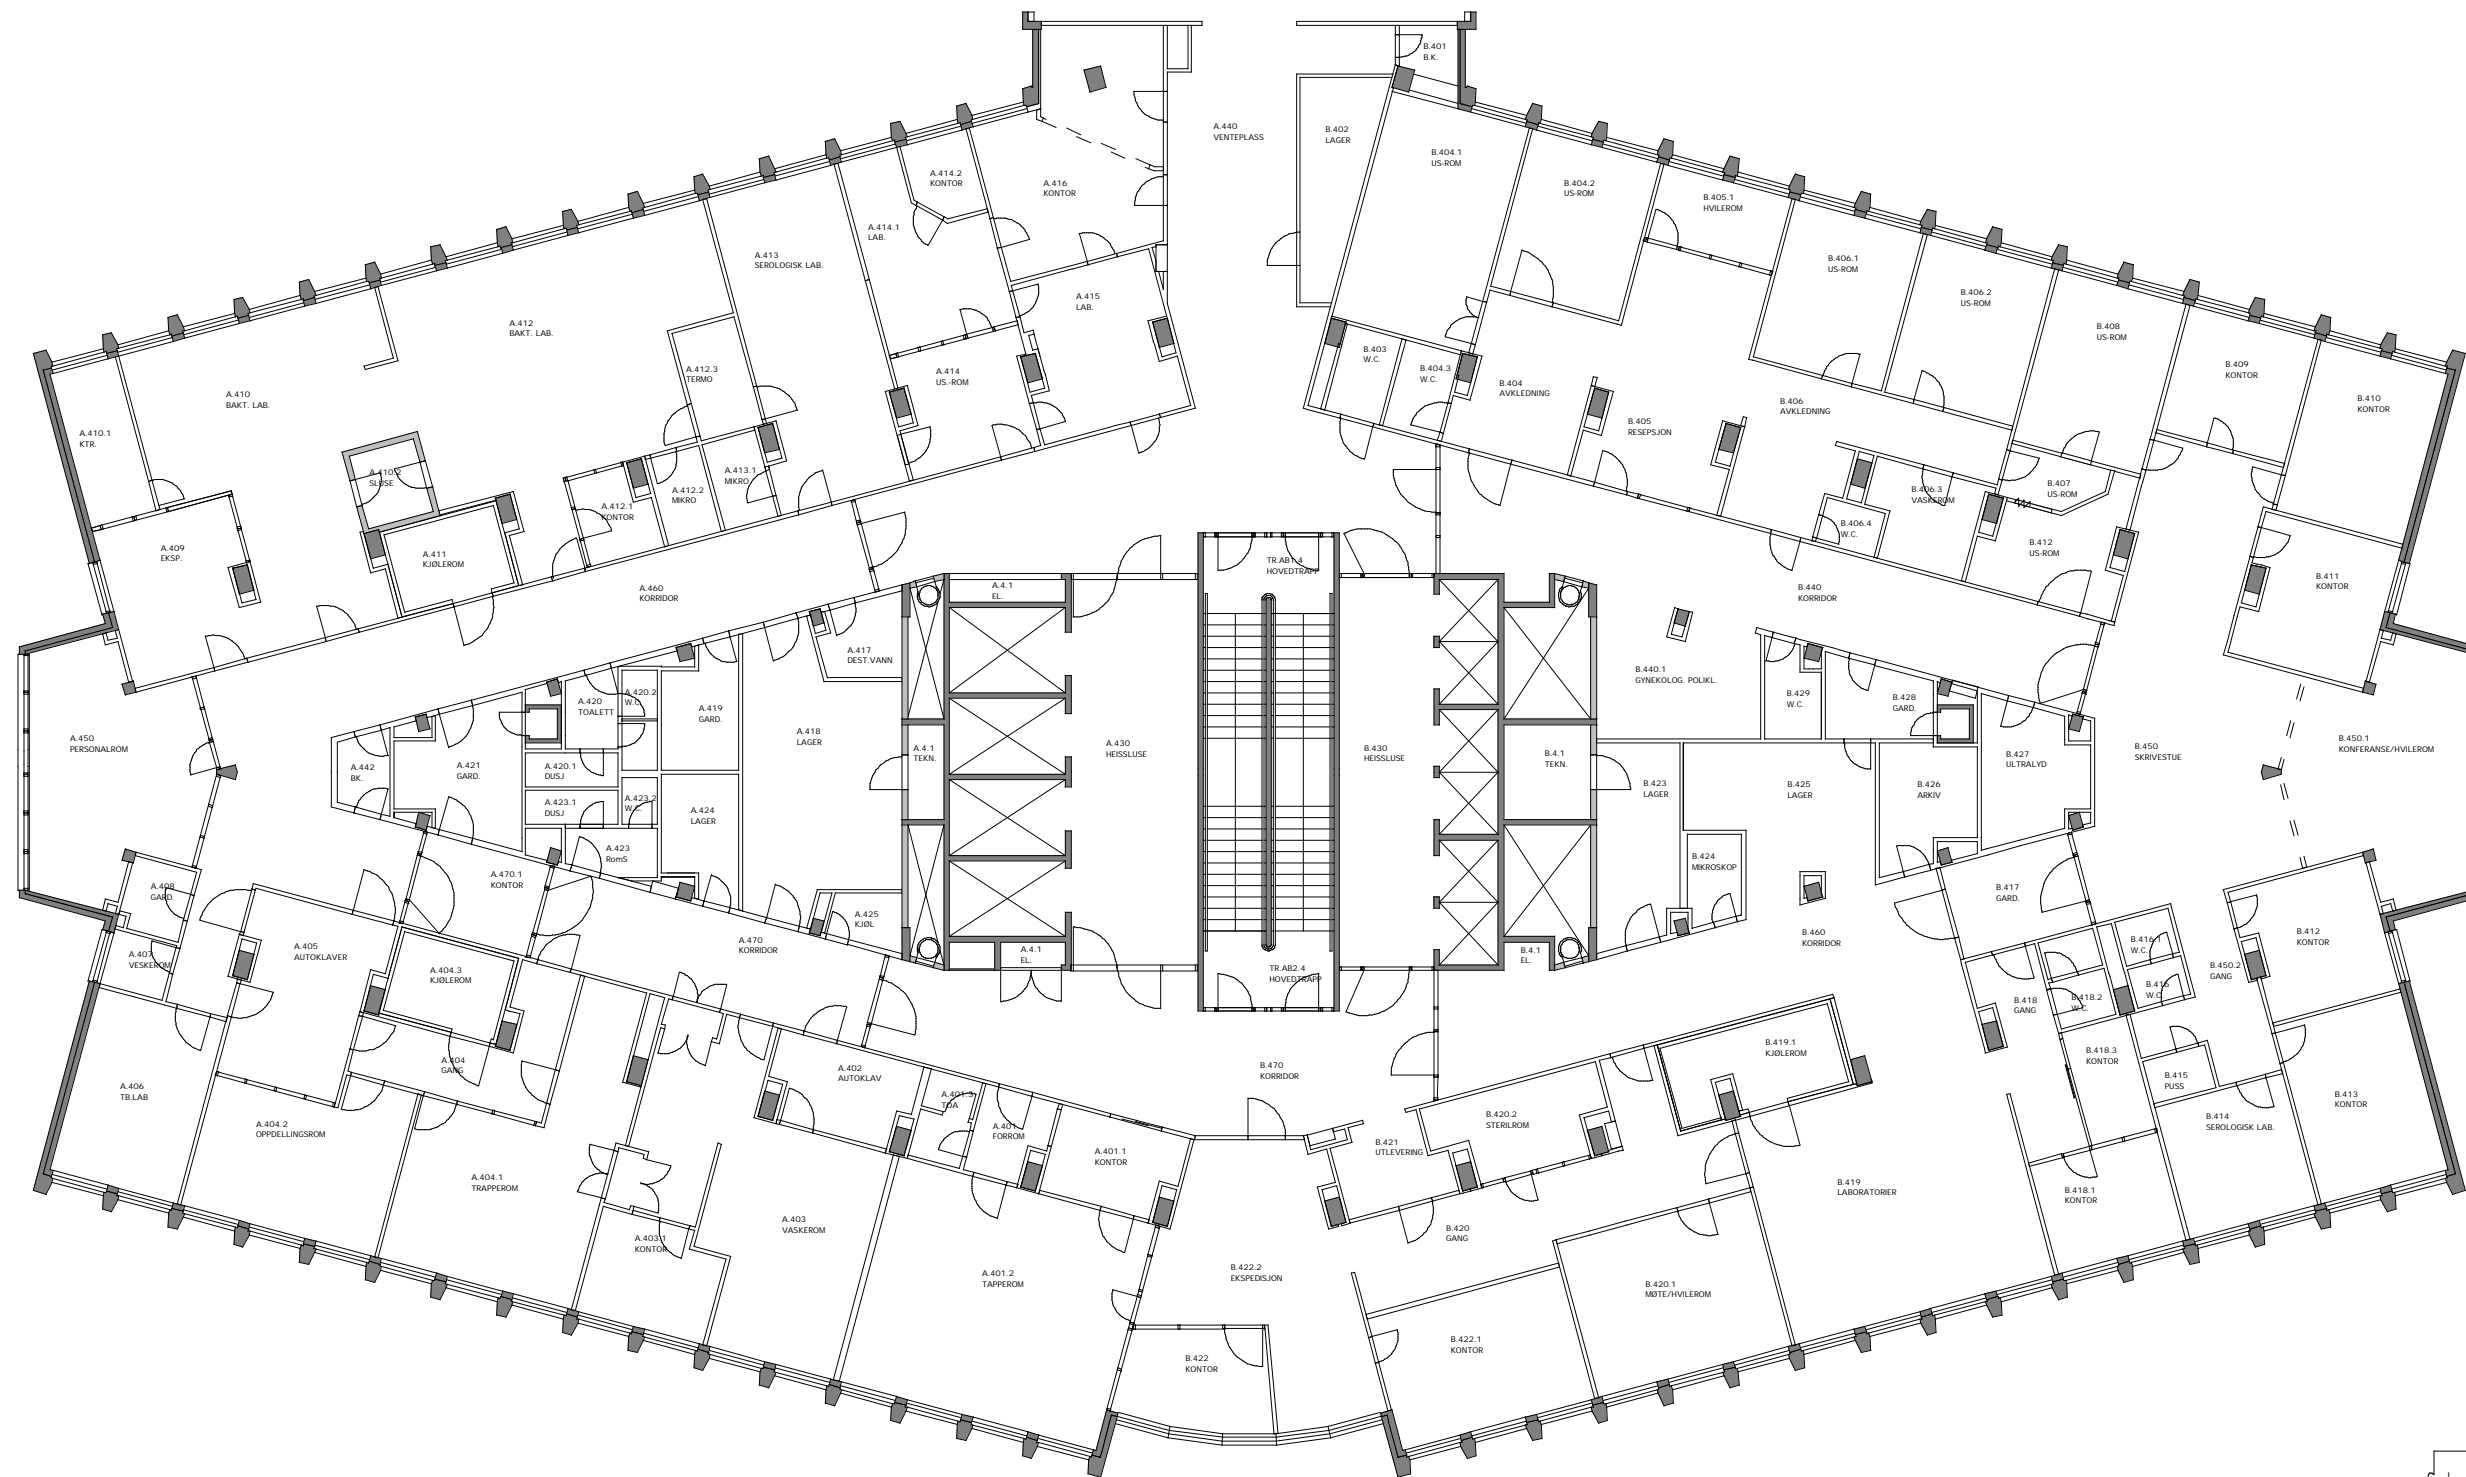 B.401
B.K.
A.440
VENTEPLASS
B.402
LAGER
B.404.1
US-ROM
B.404.2
US-ROM
B.405.1
HVILEROM
A.414.2
KONTOR
A.416
KONTOR
A.414.1
LAB.
A.413
SEROLOGISK LAB.
A.415
LAB.
B.406.1
US-ROM
B.406.2
US-ROM
B.408
US-ROM
B.409
KONTOR
B.410
KONTOR
A.412
BAKT. LAB.
A.412.3
TERMO
A.414
US.-ROM
B.403
W.C.
B.404.3
W.C.
B.404
AVKLEDNING
B.405
RESEPSJON
B.406
AVKLEDNING
A.410
BAKT. LAB.
A.410.1
KTR.
A.410.2
SLUSE
A.412.1
KONTOR
A.412.2
MIKRO
A.413.1
MIKRO
B.406.3
VASKEROM
B.407
US-ROM
B.406.4
W.C.
B.412
US-ROM
A.409
EKSP.
A.411
KJØLEROM
TR.AB1.4
HOVEDTRAPP
A.4.1
EL.
A.460
KORRIDOR
B.440
KORRIDOR
B.411
KONTOR
A.417
DEST.VANN
B.440.1
GYNEKOLOG. POLIKL.
A.420
TOALETT
A.420.2
W.C.
A.419
GARD.
B.429
W.C.
B.428
GARD.
A.450
PERSONALROM
A.418
LAGER
A.4.1
TEKN.
A.430
HEISSLUSE
B.430
HEISSLUSE
B.4.1
TEKN.
B.427
ULTRALYD
B.450
SKRIVESTUE
B.450.1
KONFERANSE/HVILEROM
A.442
BK.
A.421
GARD.
A.420.1
DUSJ
A.423.1
DUSJ
A.423.2
W.C.
A.424
LAGER
B.423
LAGER
B.425
LAGER
B.426
ARKIV
A.423
RomS
B.424
MIKROSKOP
A.408
GARD.
A.470.1
KONTOR
A.425
KJØL
B.417
GARD.
A.407
VESKEROM
A.405
AUTOKLAVER
A.470
KORRIDOR
A.4.1
EL.
B.4.1
EL.
B.460
KORRIDOR
B.416.1
W.C.
B.412
KONTOR
A.404.3
KJØLEROM
TR.AB2.4
HOVEDTRAPP
B.450.2
GANG
B.418
GANG
B.418.2
W.C.
B.416
W.C.
A.404
GANG
A.402
AUTOKLAV
B.470
KORRIDOR
B.419.1
KJØLEROM
B.418.3
KONTOR
B.415
PUSS
A.406
TB.LAB
A.401.3
TOA
A.401
FORROM
B.420.2
STERILROM
B.413
KONTOR
A.404.2
OPPDELLINGSROM
A.401.1
KONTOR
B.421
UTLEVERING
B.414
SEROLOGISK LAB.
A.404.1
TRAPPEROM
B.419
LABORATORIER
B.418.1
KONTOR
A.403
VASKEROM
A.403.1
KONTOR
B.420
GANG
A.401.2
TAPPEROM
B.422.2
EKSPEDISJON
B.420.1
MØTE/HVILEROM
B.422
KONTOR
B.422.1
KONTOR